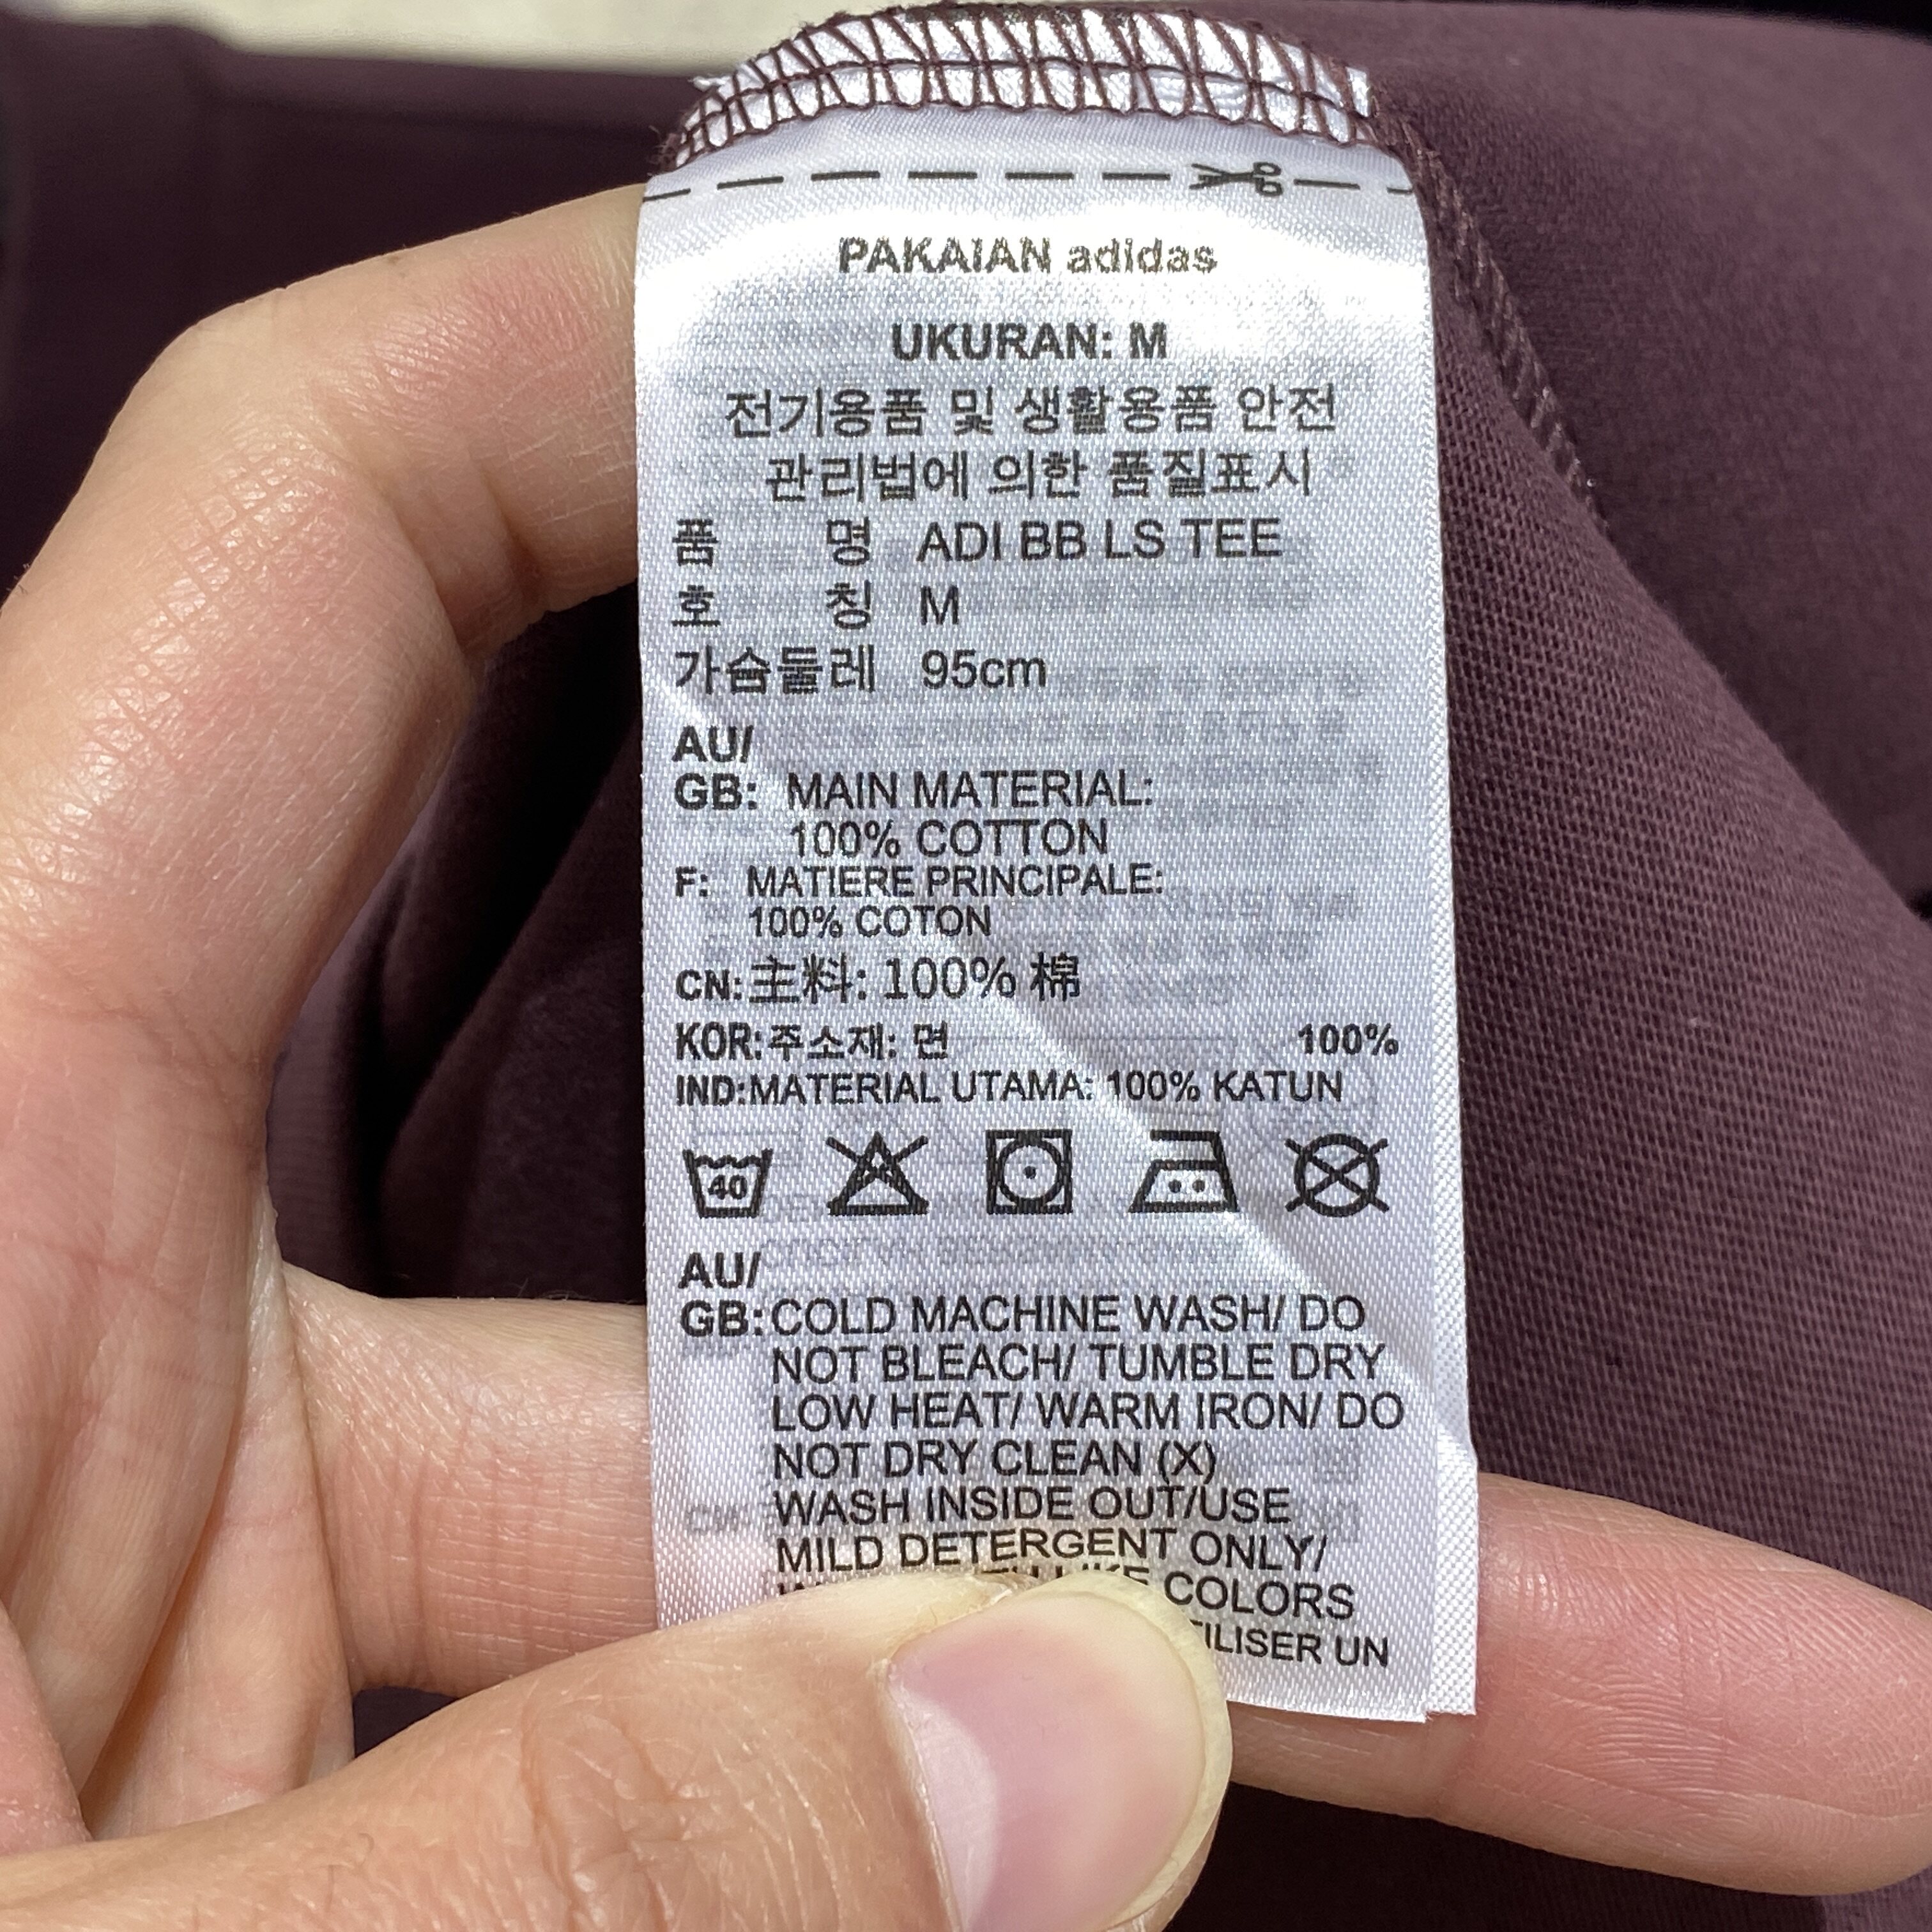 PAKAIAN adidas
UKURAN: M
전기용품 및 생활용품 안전
관리법에 의한 품질표시
품 명 ADI BB LS TEE
호 칭 M
가슴둘레 95cm
AU/
GB: MAIN MATERIAL:
100% COTTON
F: MATIERE PRINCIPALE:
100% COTON
CN: 主料: 100% 棉
KOR:주소재: 면 100%
IND:MATERIAL UTAMA: 100% KATUN
40
AU/
GB:COLD MACHINE WASH/ DO
NOT BLEACH/ TUMBLE DRY
LOW HEAT/ WARM IRON/ DO
NOT DRY CLEAN (X)
WASH INSIDE OUT/USE
MILD DETERGENT ONLY/
LIKE COLORS
UN